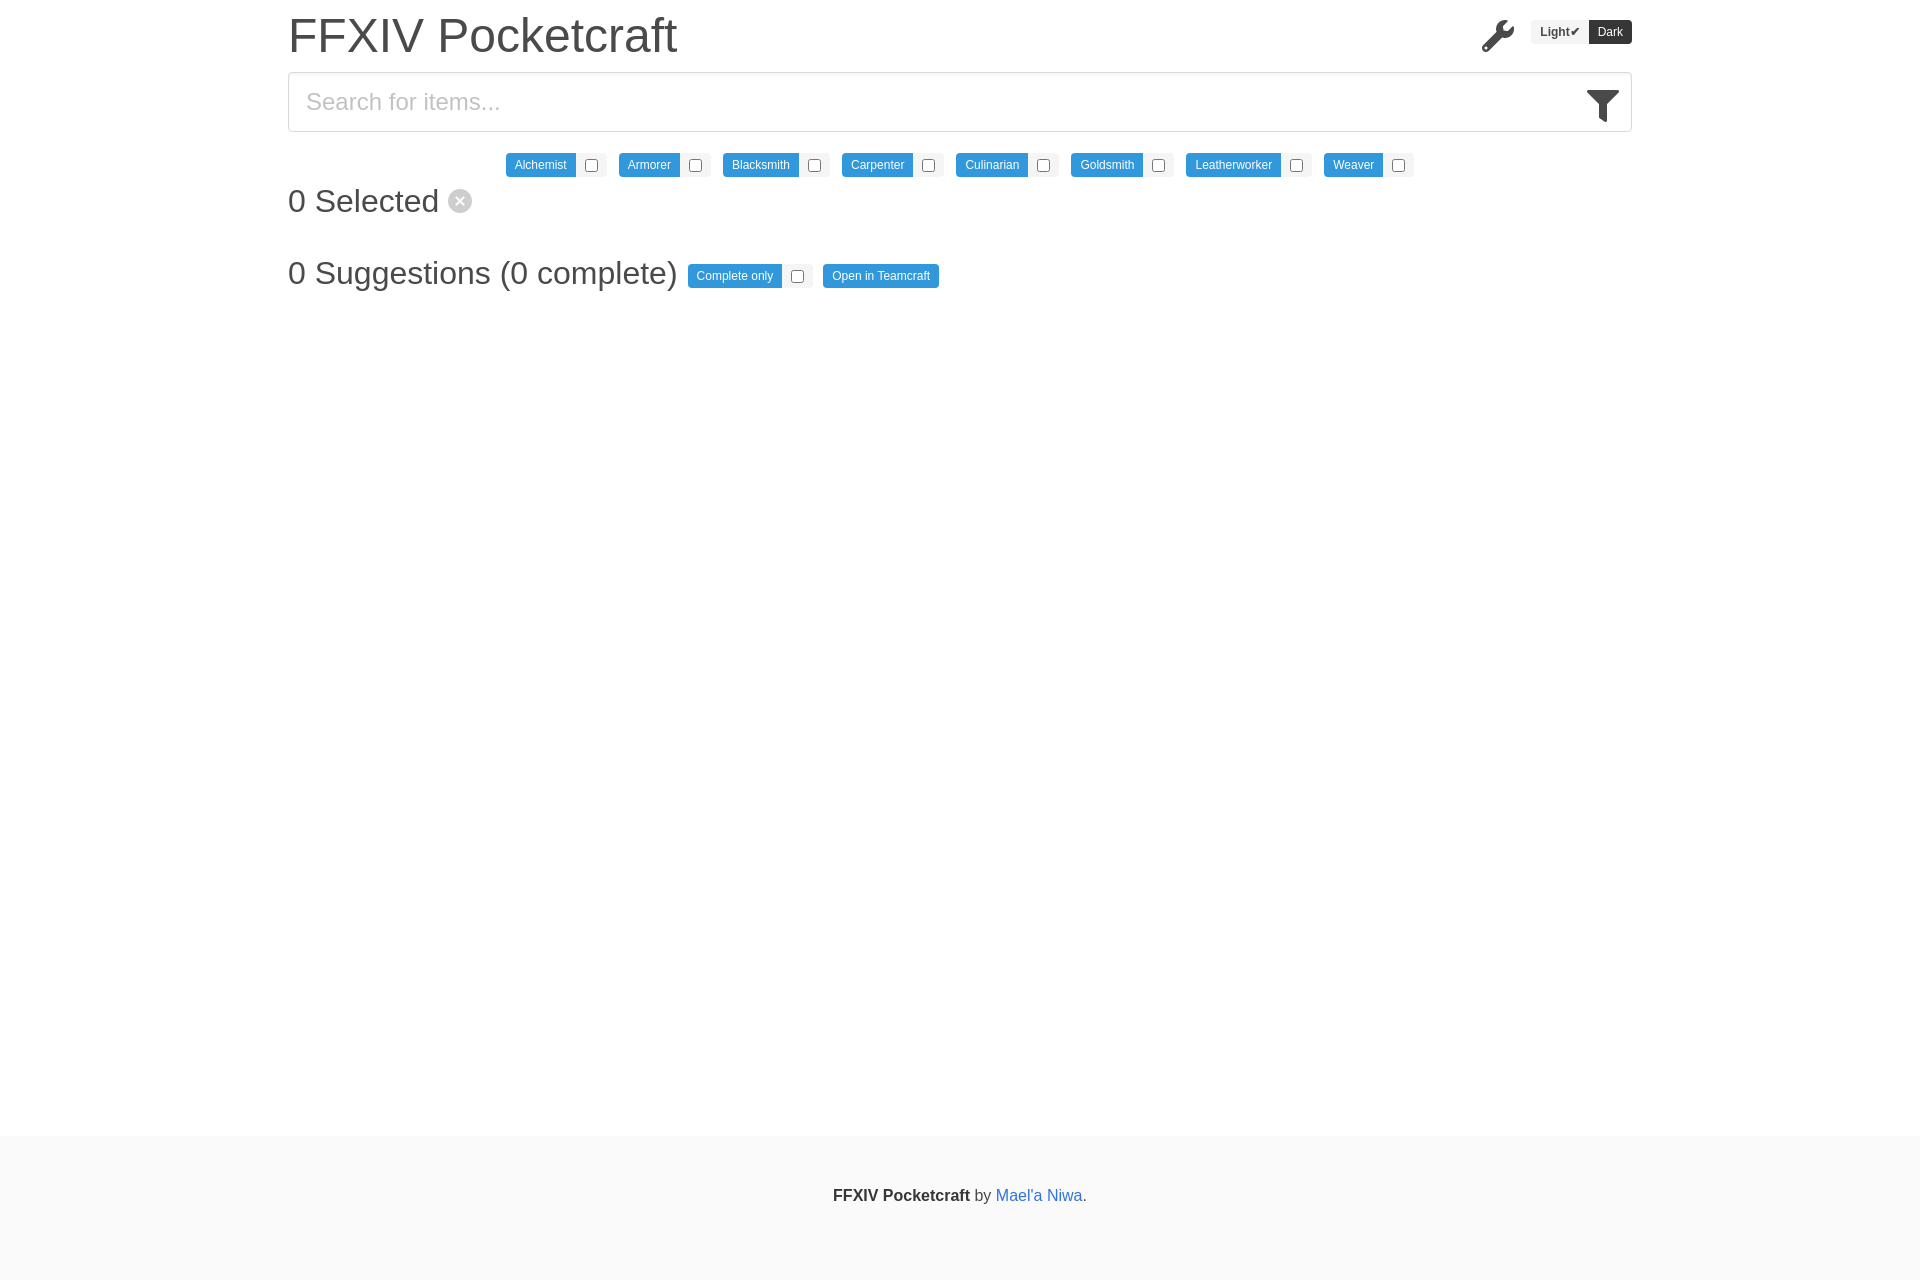 FFXIV Pocketcraft
Light✔ Dark
Search for items...
Alchemist Armorer Blacksmith Carpenter Culinarian Goldsmith Leatherworker Weaver
0 Selected
0 Suggestions (0 complete) Complete only Open in Teamcraft
FFXIV Pocketcraft by Mael'a Niwa.